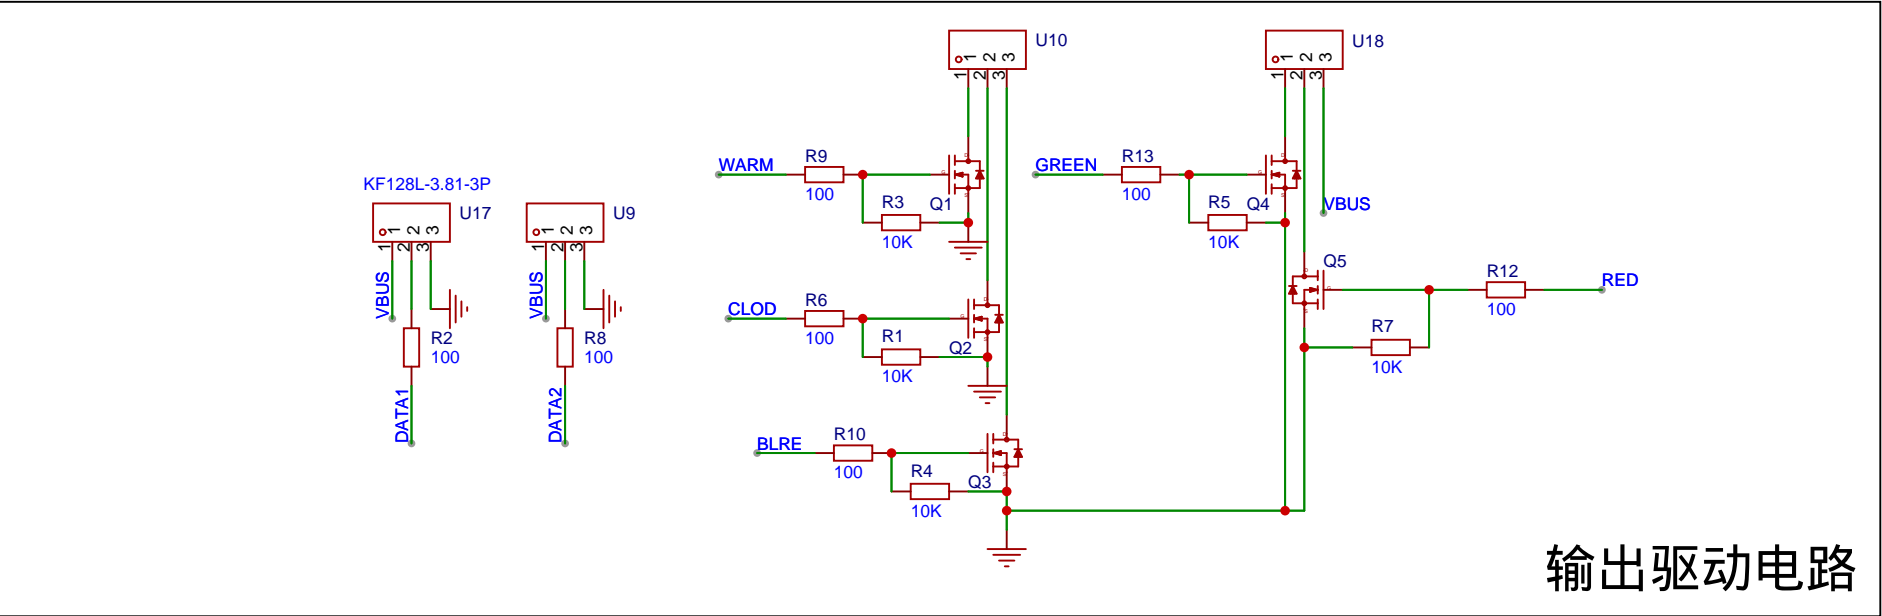 U10
1 2 3
1 2 3
U18
1 2 3
1 2 3
WARM
R9
100
R3
10K
Q1
GREEN
R13
100
R5
10K
Q4
VBUS
KF128L-3.81-3P
U17
1 2 3
1 2 3
VBUS
R2
100
DATA1
U9
1 2 3
1 2 3
VBUS
R8
100
DATA2
CLOD
R6
100
R1
10K
Q2
Q5
R12
100
RED
R7
10K
BLRE
R10
100
R4
10K
Q3
输出驱动电路